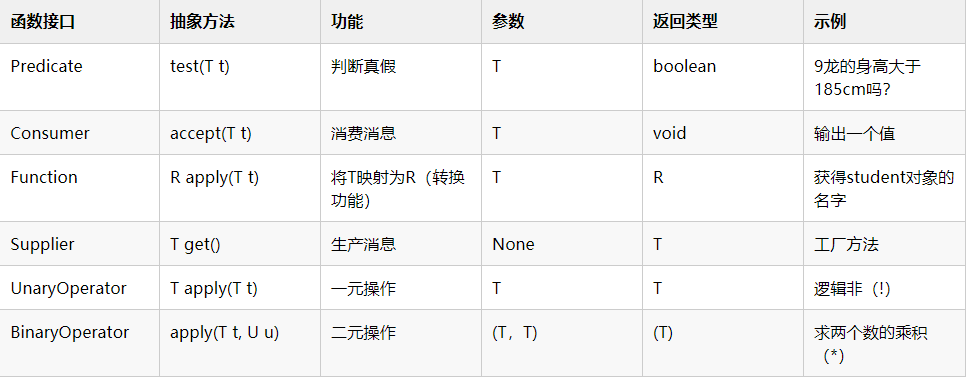 函数接口 抽象方法 功能 参数 返回类型 示例
Predicate test(T t) 判断真假 T boolean 9龙的身高大于
185cm吗？
Consumer accept(T t) 消费消息 T void 输出一个值
Function R apply(T t) 将T映射为R（转换 T R 获得student对象的
功能） 名字
Supplier T get() 生产消息 None T 工厂方法
UnaryOperator T apply(T t) 一元操作 T T 逻辑非（!）
BinaryOperator apply(T t, U u) 二元操作 (T，T) (T) 求两个数的乘积
（*）